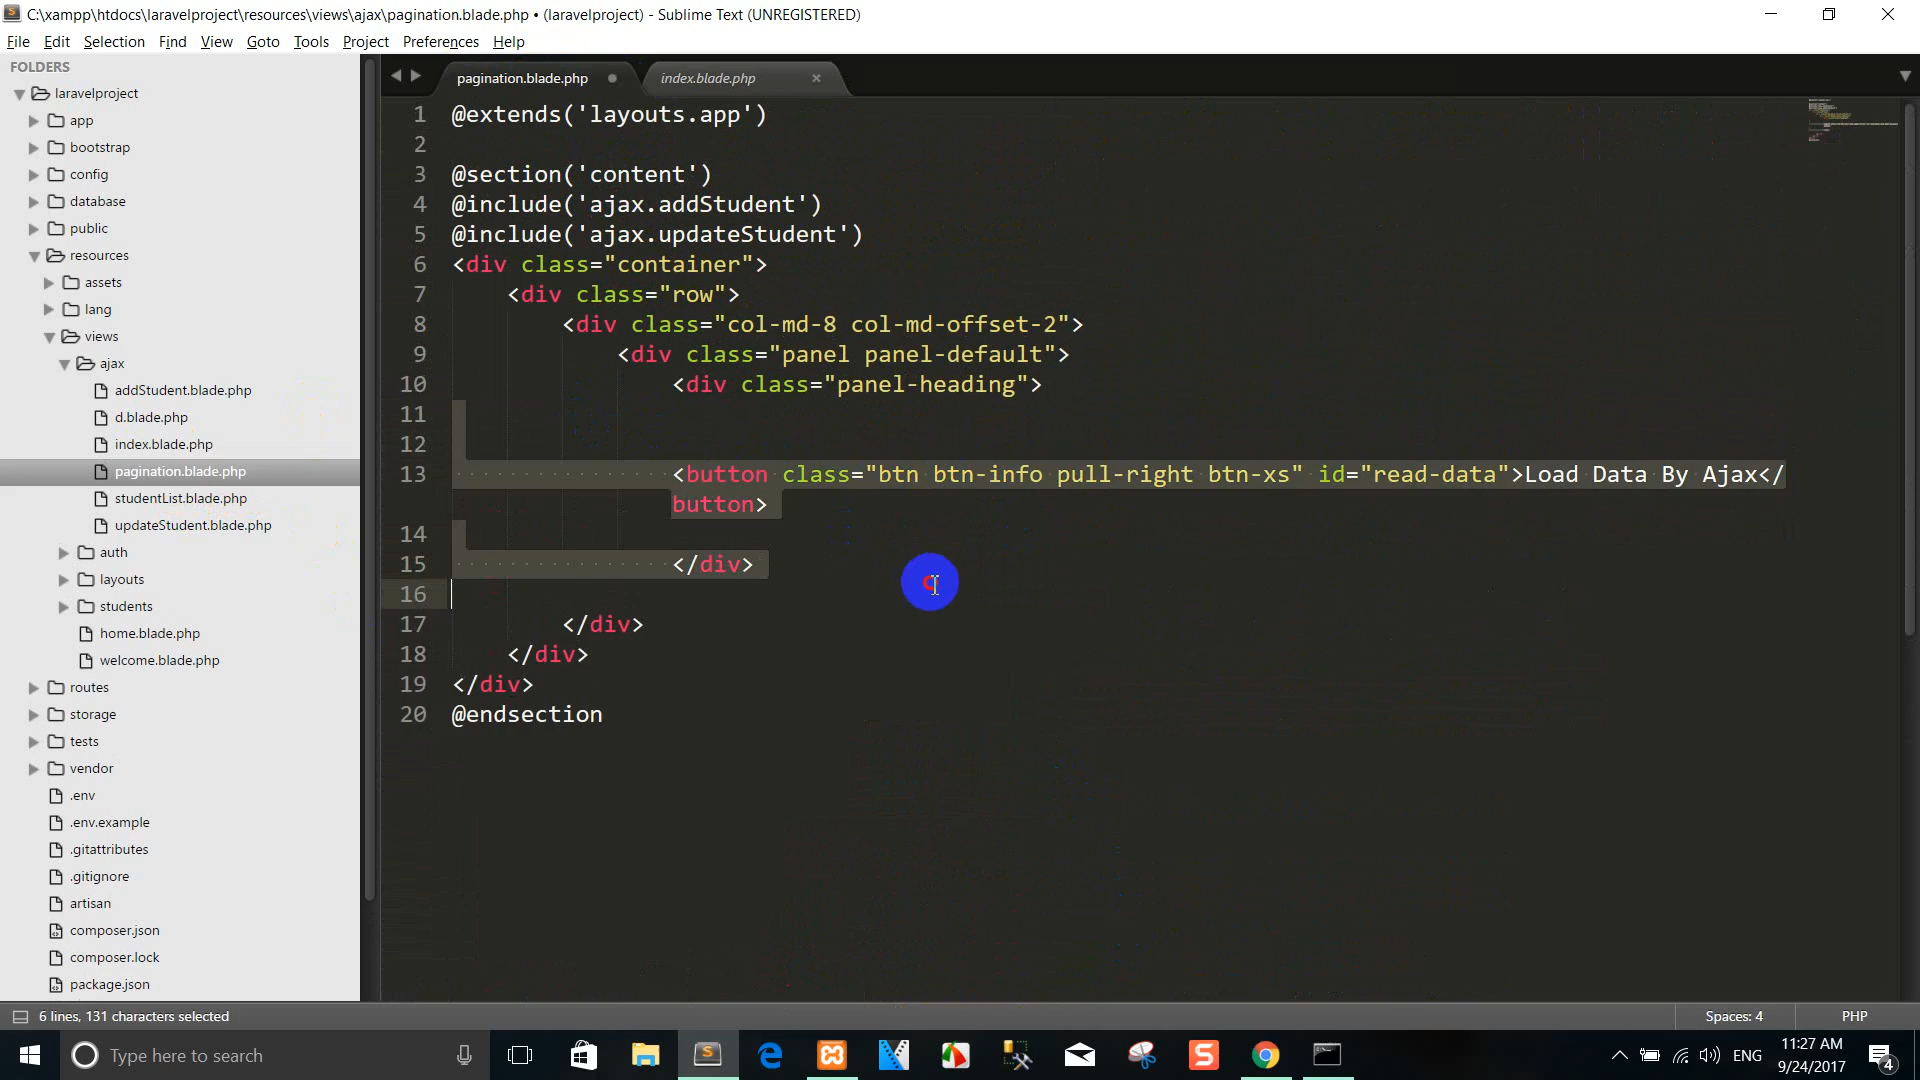 C:\xampp\htdocs\laravelproject\resources\views\ajax\pagination.blade.php • (laravelproject) - Sublime Text (UNREGISTERED)
File Edit Selection Find View Goto Tools Project Preferences Help
FOLDERS
laravelproject
app
bootstrap
config
database
public
resources
assets
lang
views
ajax
addStudent.blade.php
d.blade.php
index.blade.php
pagination.blade.php
studentList.blade.php
updateStudent.blade.php
auth
layouts
students
home.blade.php
welcome.blade.php
routes
storage
tests
vendor
.env
.env.example
.gitattributes
.gitignore
artisan
composer.json
composer.lock
package.json
pagination.blade.php
index.blade.php
1 @extends('layouts.app')
2
3 @section('content')
4 @include('ajax.addStudent')
5 @include('ajax.updateStudent')
6 <div class="container">
7 <div class="row">
8 <div class="col-md-8 col-md-offset-2">
9 <div class="panel panel-default">
10 <div class="panel-heading">
11
12
13 <button class="btn btn-info pull-right btn-xs" id="read-data">Load Data By Ajax</
button>
14
15 </div>
16
17 </div>
18 </div>
19 </div>
20 @endsection
6 lines, 131 characters selected
Spaces: 4
PHP
Type here to search
ENG
11:27 AM
9/24/2017
4